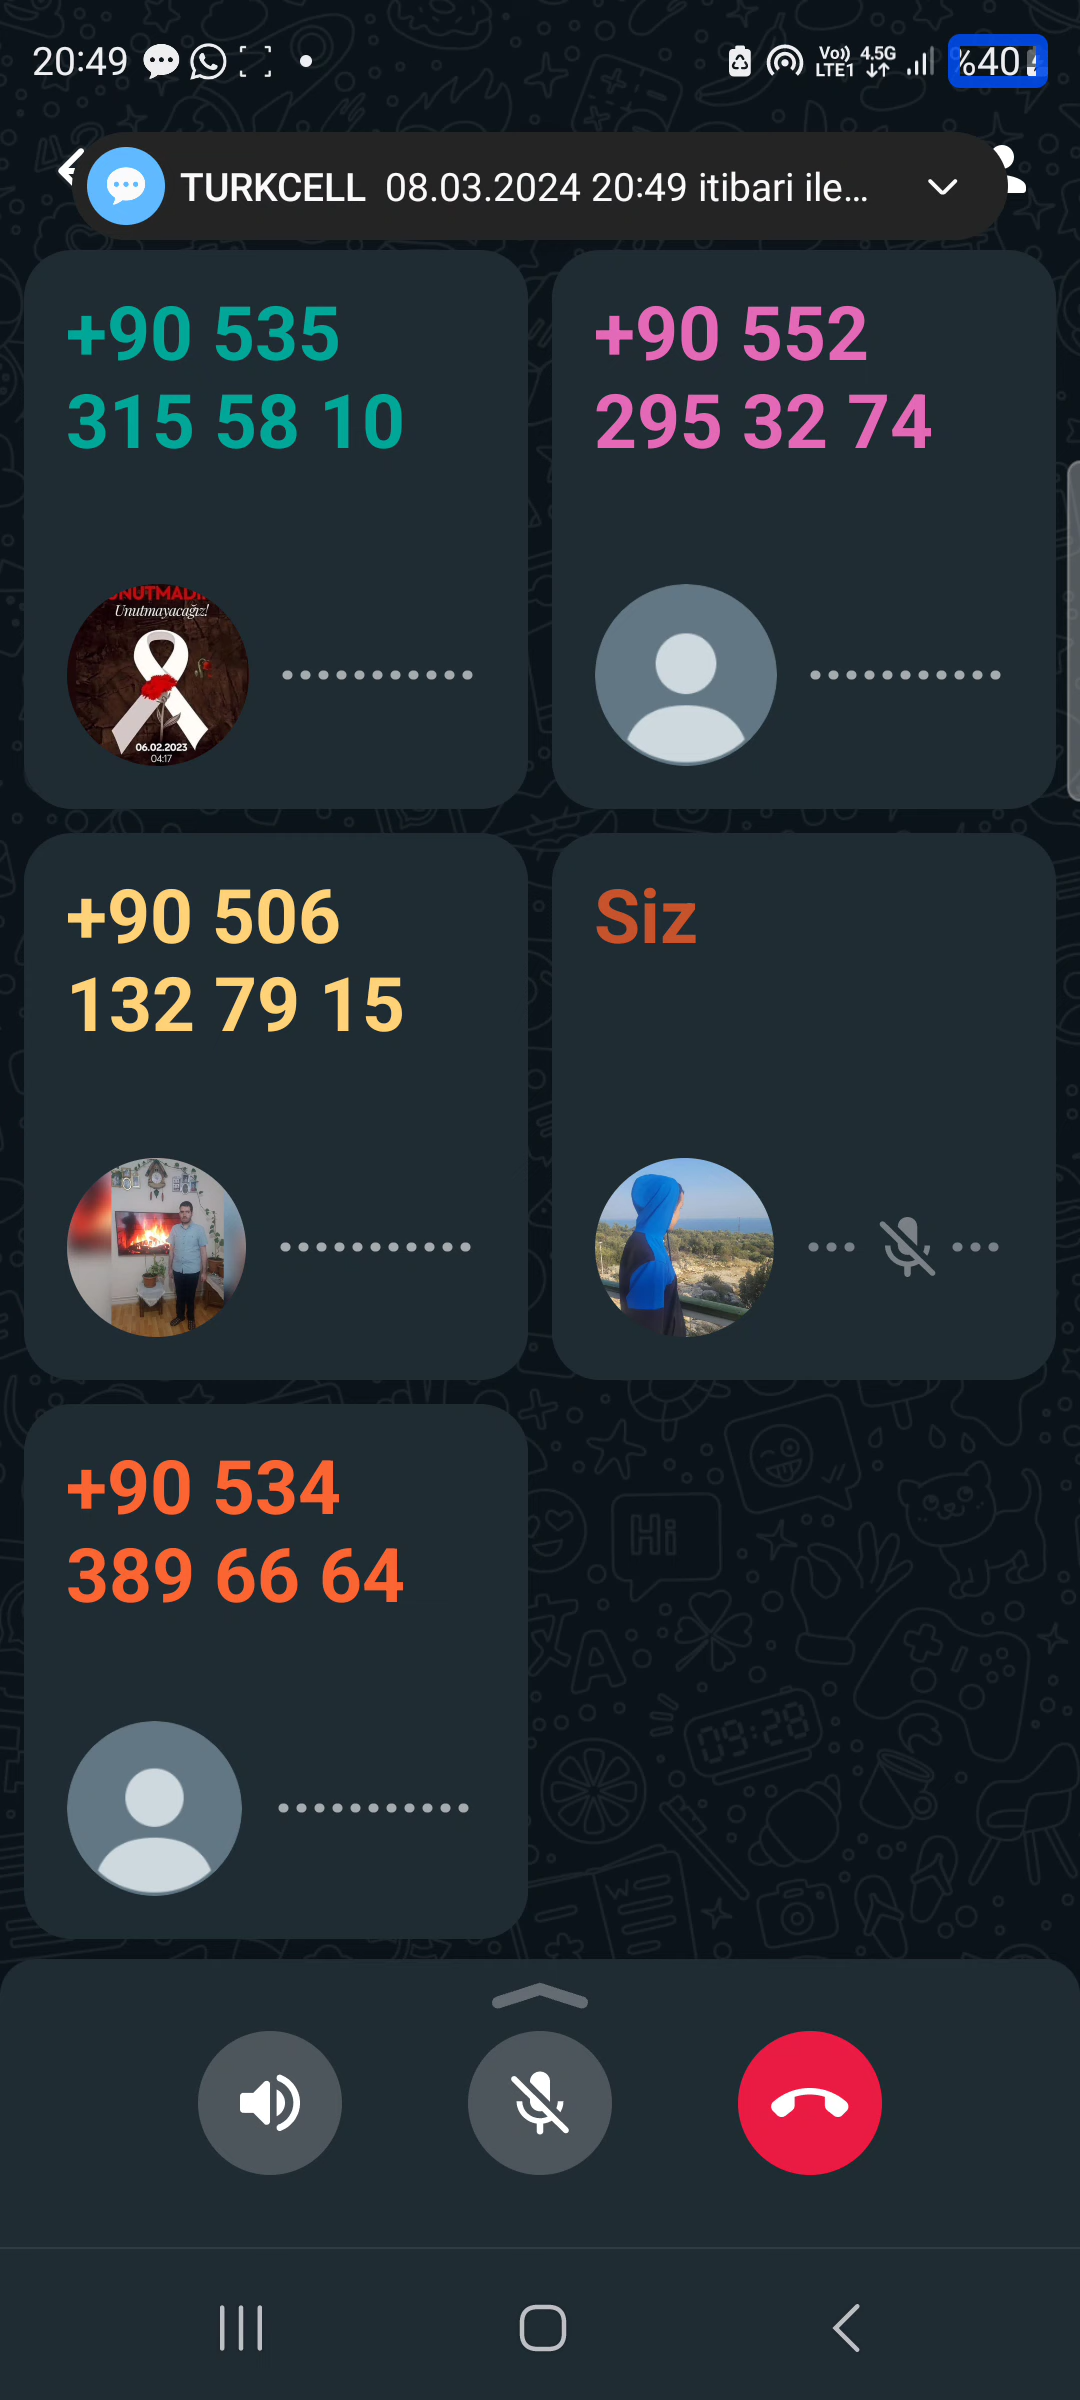 20:49
Vo)) LTE1 4.5G %40
TURKCELL 08.03.2024 20:49 itibari ile...
+90 535
315 58 10
+90 552
295 32 74
Unutmayacağız!
06.02.2023
04:17
+90 506
132 79 15
Siz
+90 534
389 66 64
Hi
09:28